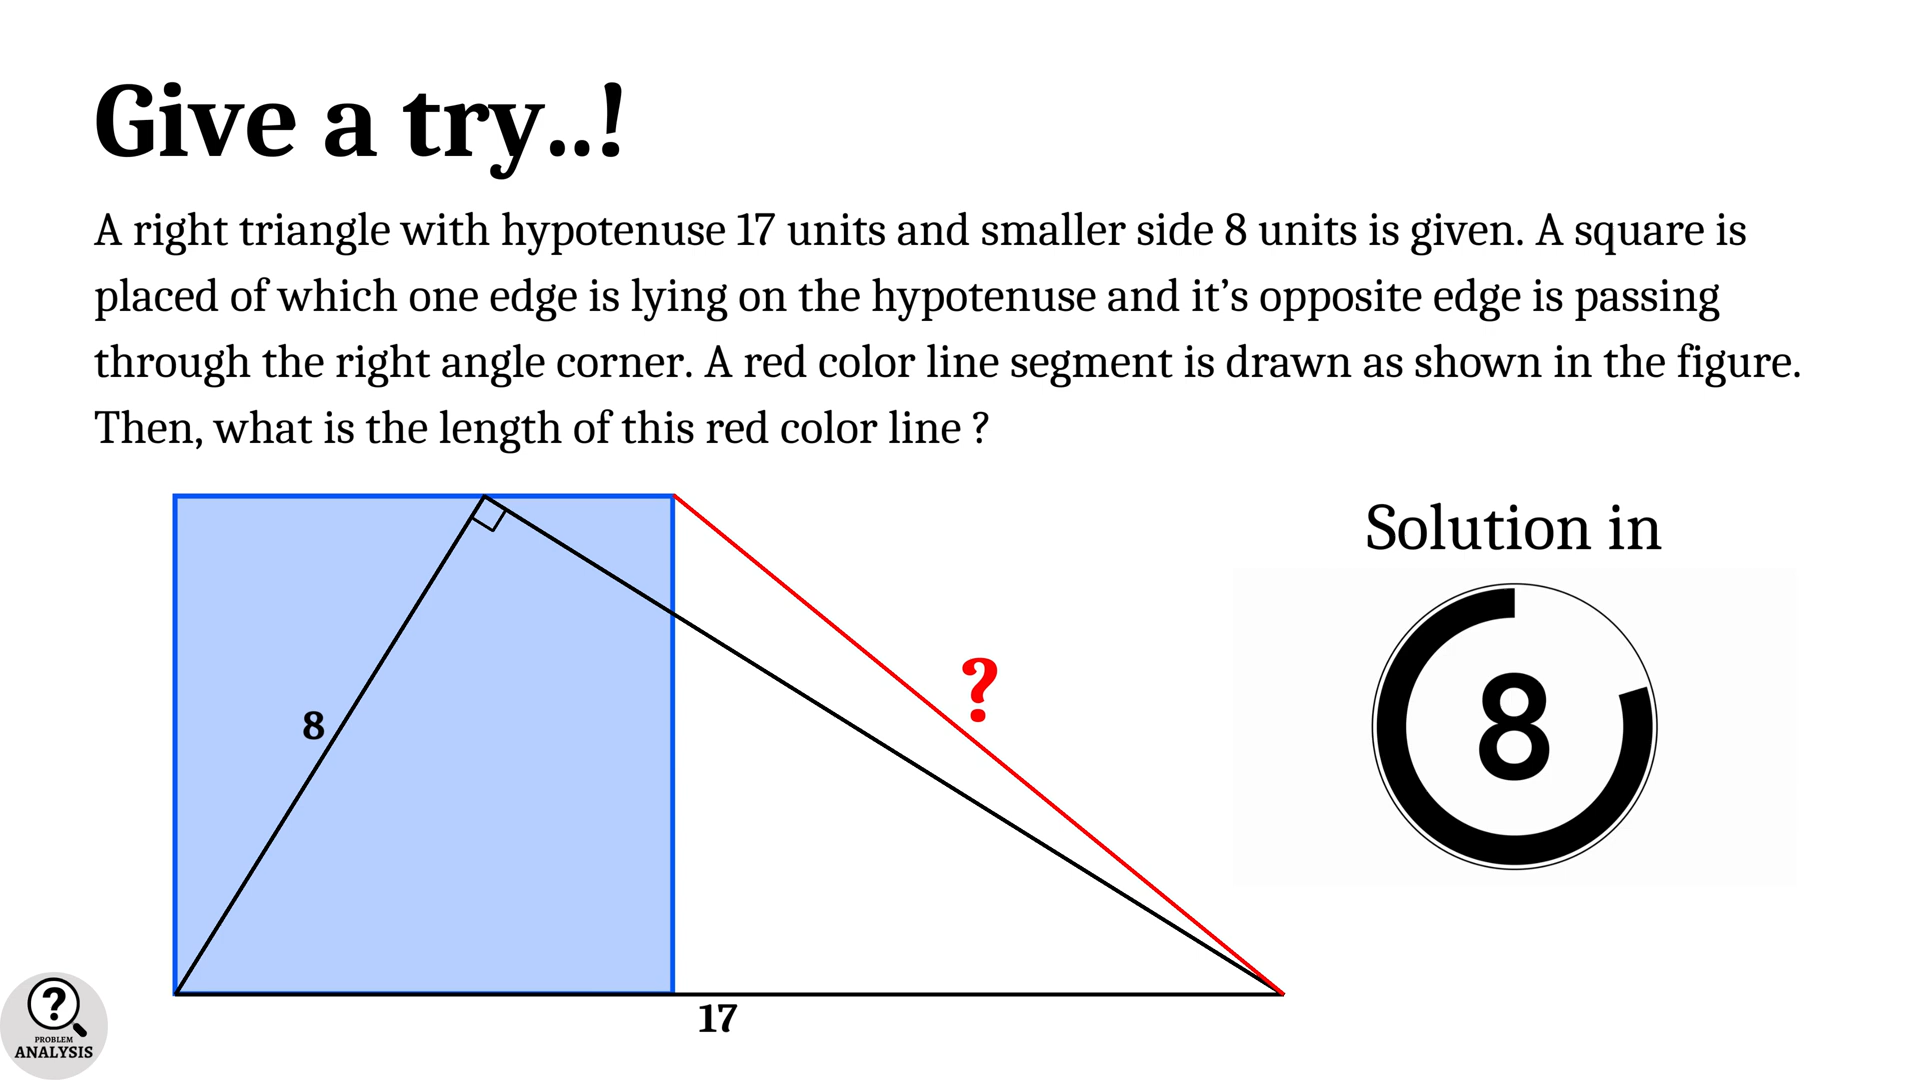 Give a try..!
A right triangle with hypotenuse 17 units and smaller side 8 units is given. A square is
placed of which one edge is lying on the hypotenuse and it’s opposite edge is passing
through the right angle corner. A red color line segment is drawn as shown in the figure.
Then, what is the length of this red color line ?
Solution in
8
?
8
17
?
PROBLEM
ANALYSIS